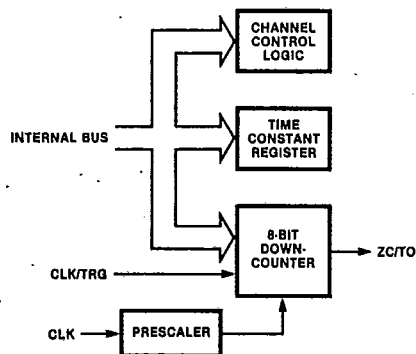 CHANNEL
CONTROL
LOGIC
INTERNAL BUS
TIME
CONSTANT
REGISTER
8-BIT
DOWN-
COUNTER
ZC/TO
CLK/TRG
CLK
PRESCALER